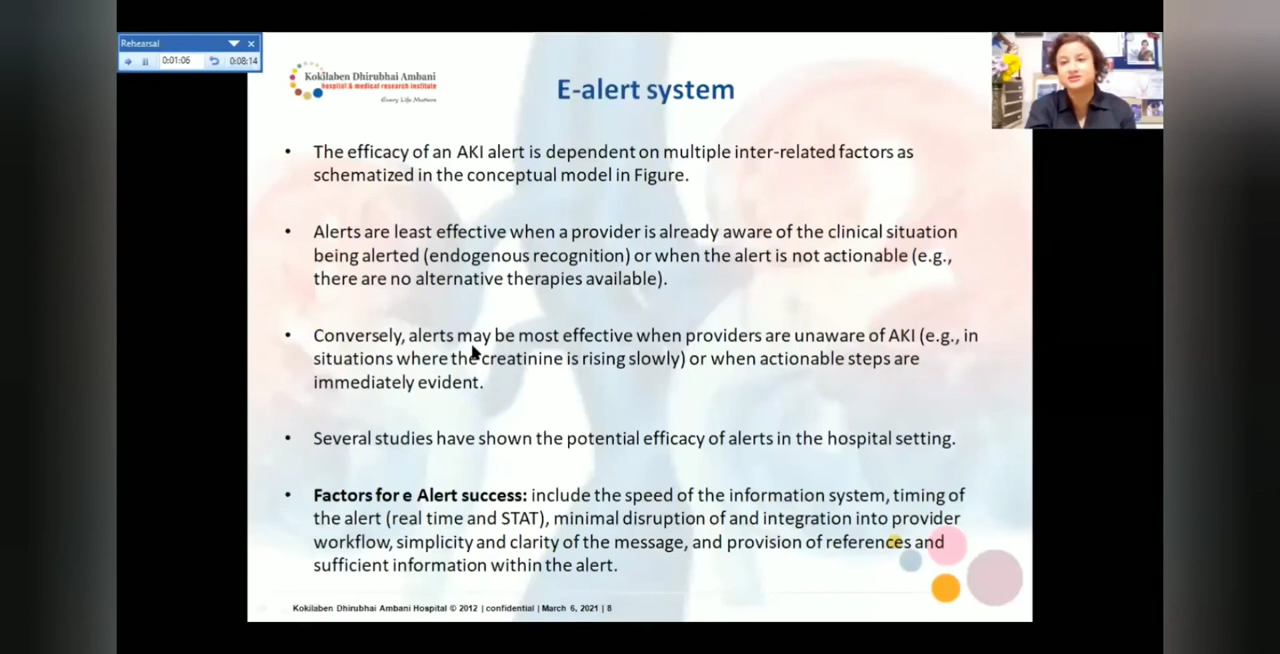 Rehearsal
0:01:06
0:08:14
Kokilaben Dhirubhai Ambani
hospital & medical research institute
Every Life Matters
E-alert system
• The efficacy of an AKI alert is dependent on multiple inter-related factors as
schematized in the conceptual model in Figure.
• Alerts are least effective when a provider is already aware of the clinical situation
being alerted (endogenous recognition) or when the alert is not actionable (e.g.,
there are no alternative therapies available).
• Conversely, alerts may be most effective when providers are unaware of AKI (e.g., in
situations where the creatinine is rising slowly) or when actionable steps are
immediately evident.
• Several studies have shown the potential efficacy of alerts in the hospital setting.
• Factors for e Alert success: include the speed of the information system, timing of
the alert (real time and STAT), minimal disruption of and integration into provider
workflow, simplicity and clarity of the message, and provision of references and
sufficient information within the alert.
Kokilaben Dhirubhai Ambani Hospital © 2012 | confidential | March 6, 2021 | 8